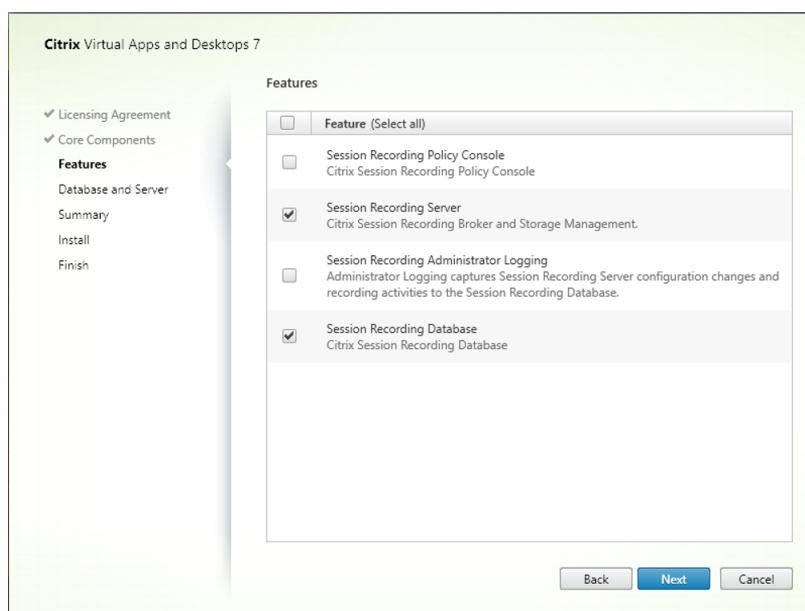 Citrix Virtual Apps and Desktops 7
Features
Licensing Agreement
Core Components
Features
Database and Server
Summary
Install
Finish
Feature (Select all)
Session Recording Policy Console
Citrix Session Recording Policy Console
Session Recording Server
Citrix Session Recording Broker and Storage Management.
Session Recording Administrator Logging
Administrator Logging captures Session Recording Server configuration changes and
recording activities to the Session Recording Database.
Session Recording Database
Citrix Session Recording Database
Back Next Cancel